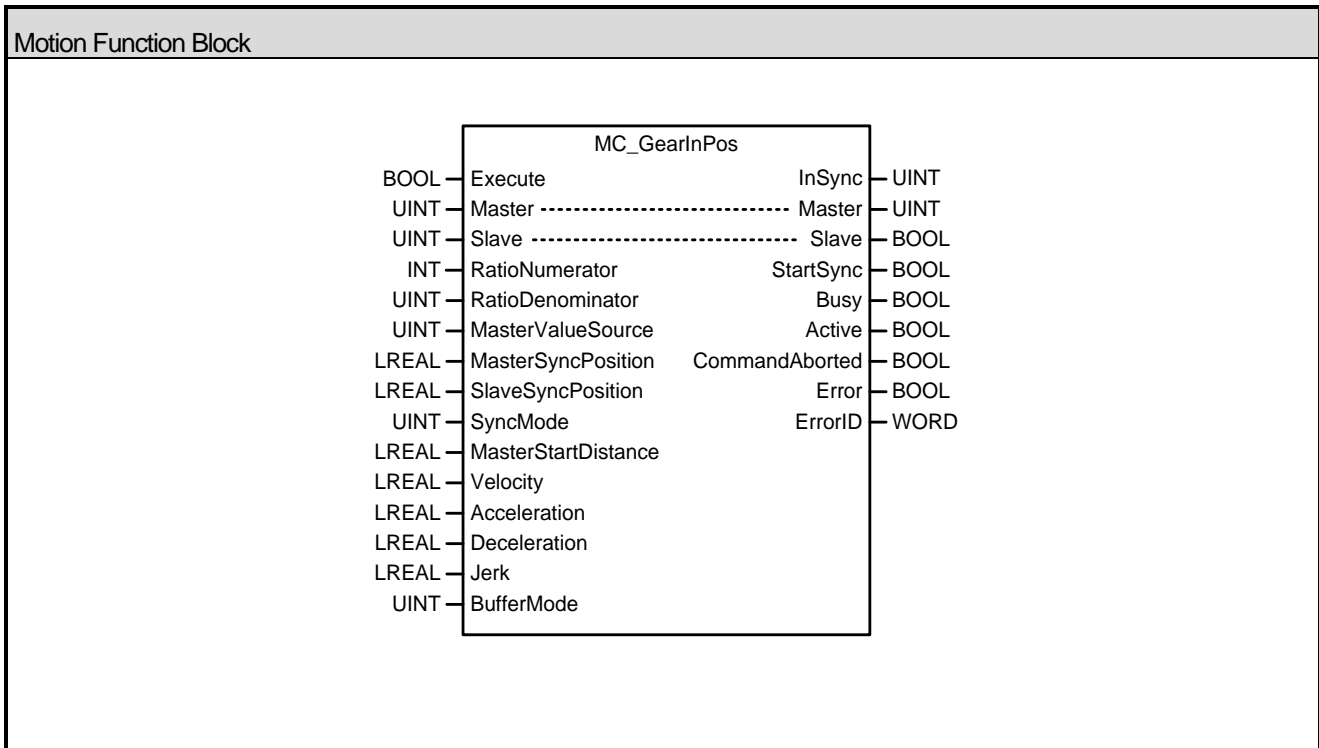 Motion Function Block
MC_GearInPos
BOOL Execute InSync UINT
UINT Master Master UINT
UINT Slave Slave BOOL
INT RatioNumerator StartSync BOOL
UINT RatioDenominator Busy BOOL
UINT MasterValueSource Active BOOL
LREAL MasterSyncPosition CommandAborted BOOL
LREAL SlaveSyncPosition Error BOOL
UINT SyncMode ErrorID WORD
LREAL MasterStartDistance
LREAL Velocity
LREAL Acceleration
LREAL Deceleration
LREAL Jerk
UINT BufferMode